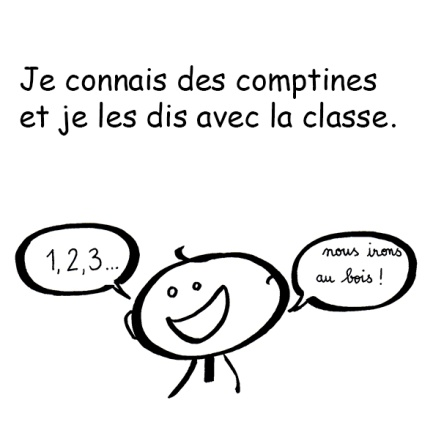 Je connais des comptines
et je les dis avec la classe.
1, 2, 3...
nous irons
au bois !